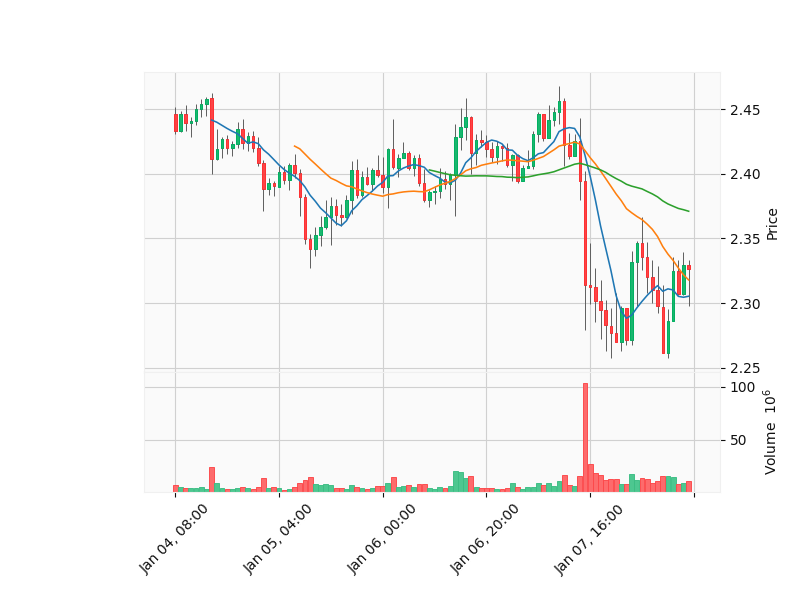 2.45
2.40
2.35
2.30
2.25
Price
100
50
Volume 10^6
Jan 04, 08:00
Jan 05, 04:00
Jan 06, 00:00
Jan 06, 20:00
Jan 07, 16:00